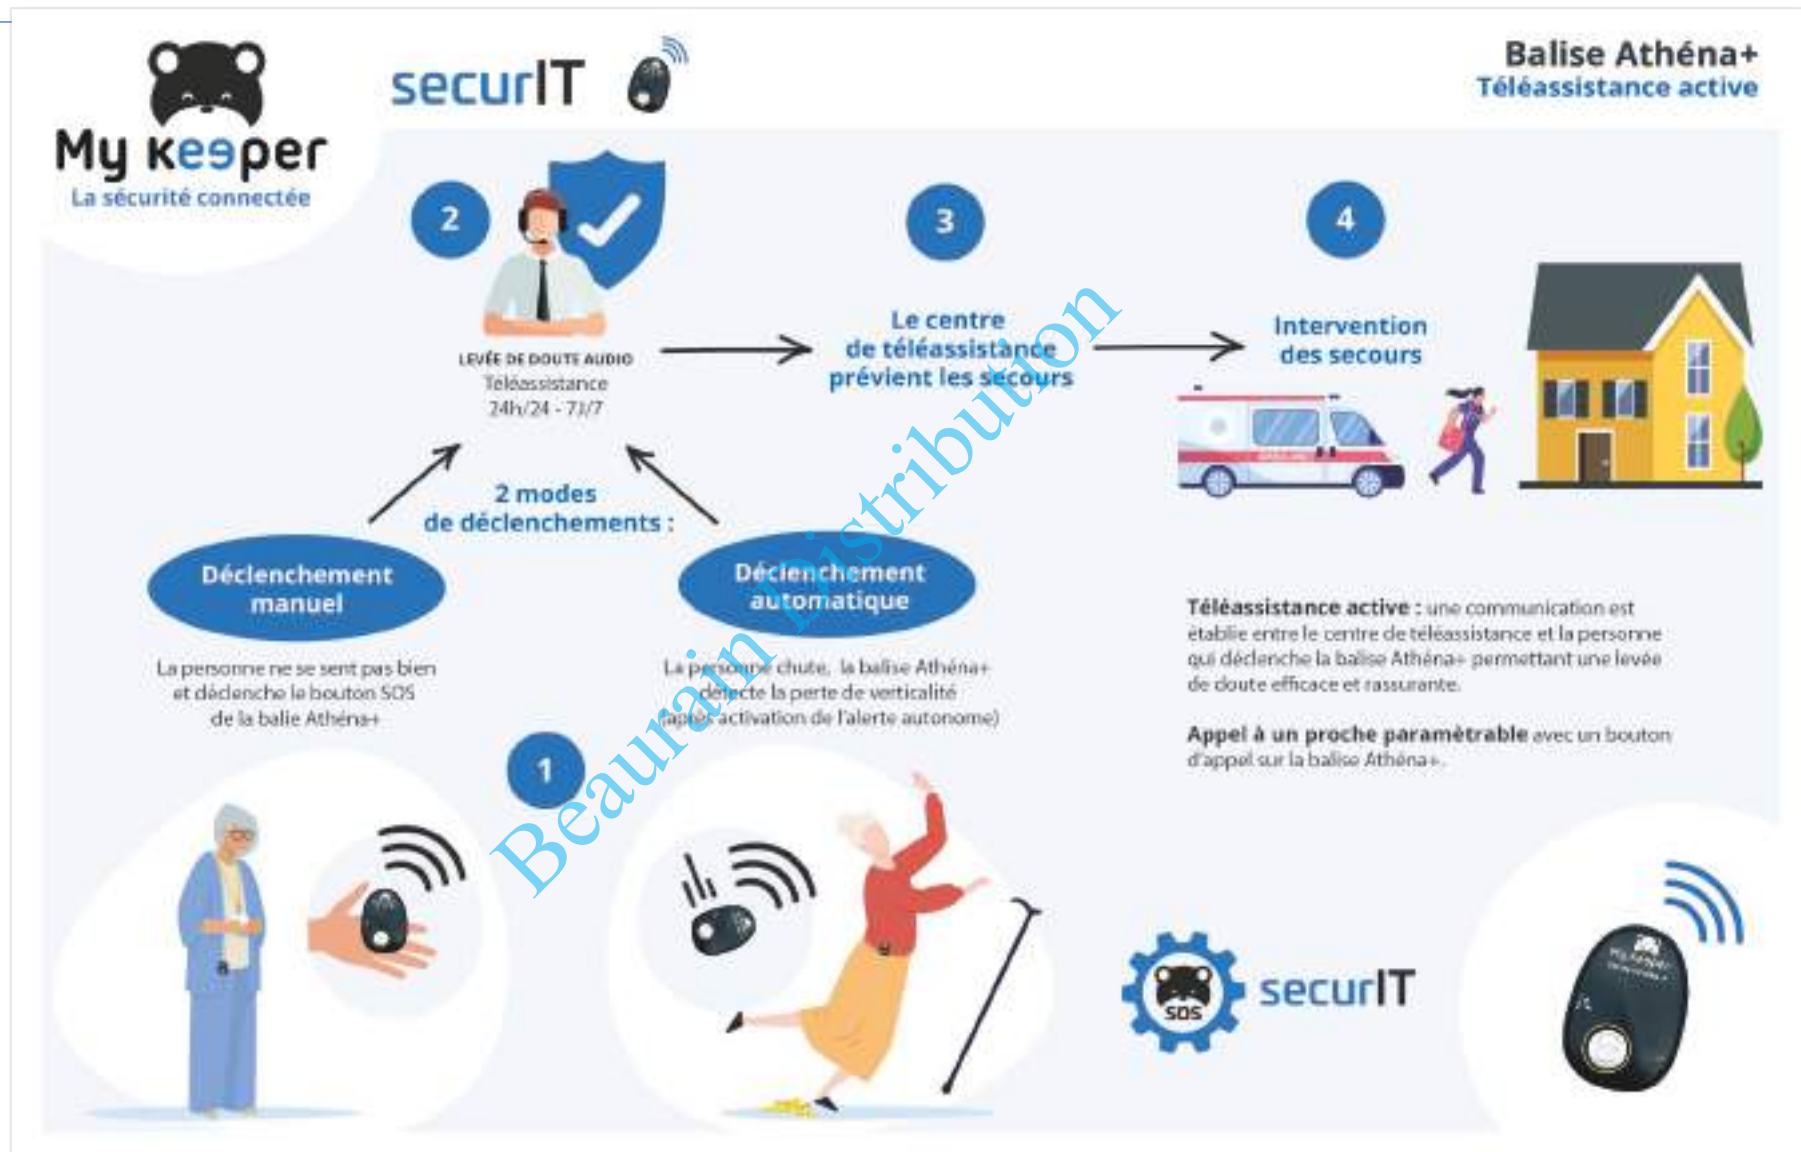 My keeper
La sécurité connectée
securIT
Balise Athéna+
Téléassistance active
2
3
4
LEVÉE DE DOUTE AUDIO
Téléassistance
24h/24 - 7J/7
Le centre
de téléassistance
prévient les secours
Intervention
des secours
2 modes
de déclenchements :
Déclenchement
manuel
Déclenchement
automatique
La personne ne se sent pas bien
et déclenche le bouton SOS
de la balie Athéna+
La personne chute, la balise Athéna+
détecte la perte de verticalité
(après activation de l'alerte autonome)
Téléassistance active : une communication est
établie entre le centre de téléassistance et la personne
qui déclenche la balise Athéna+ permettant une levée
de doute efficace et rassurante.
Appel à un proche paramètrable avec un bouton
d'appel sur la balise Athéna+.
1
Beaurain Distribution
SOS
securIT
My keeper